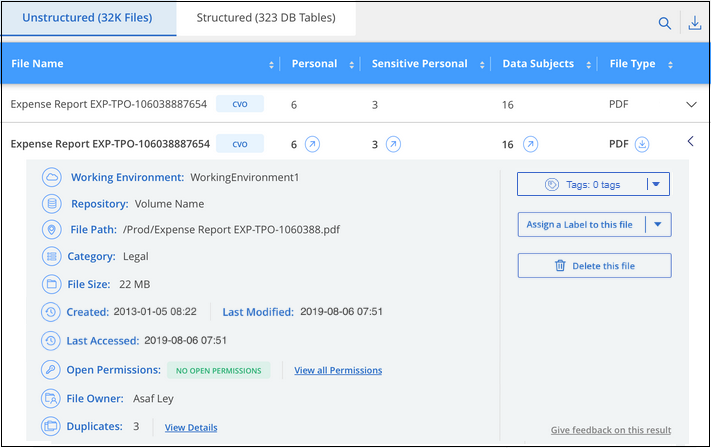 Unstructured (32K Files) Structured (323 DB Tables)
File Name Personal Sensitive Personal Data Subjects File Type
Expense Report EXP-TPO-106038887654 CVO 6 3 16 PDF
Expense Report EXP-TPO-106038887654 CVO 6 3 16 PDF
Working Environment: WorkingEnvironment1 Tags: 0 tags
Repository: Volume Name
File Path: /Prod/Expense Report EXP-TPO-1060388.pdf Assign a Label to this file
Category: Legal Delete this file
File Size: 22 MB
Created: 2013-01-05 08:22 Last Modified: 2019-08-06 07:51
Last Accessed: 2019-08-06 07:51
Open Permissions: NO OPEN PERMISSIONS View all Permissions
File Owner: Asaf Ley
Duplicates: 3 View Details Give feedback on this result